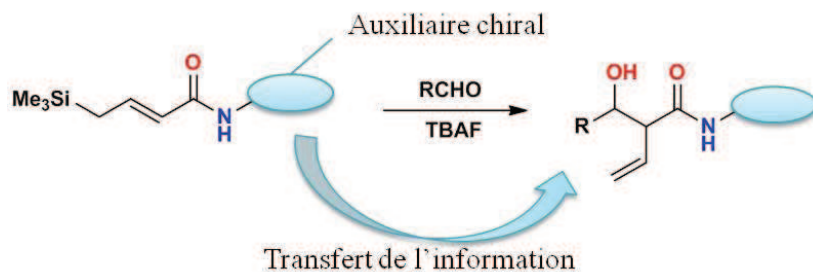 Auxiliaire chiral
O
Me3Si
N
H
RCHO
TBAF
OH
O
R
N
H
Transfert de l'information